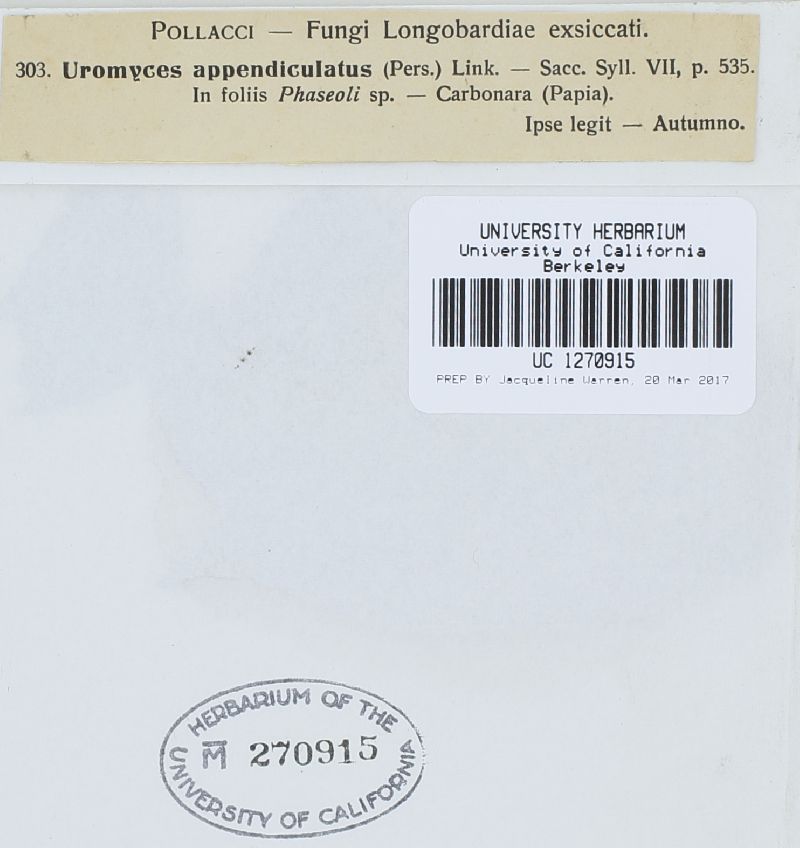 POLLACCI — Fungi Longobardiae exsiccati.
303. Uromyces appendiculatus (Pers.) Link. — Sacc. Syll. VII, p. 535.
In foliis Phaseoli sp. — Carbonara (Papia).
Ipse legit — Autumno.
UNIVERSITY HERBARIUM
University of California
Berkeley
UC 1270915
PREP BY Jacqueline Warren, 20 Mar 2017
HERBARIUM OF THE
M̅ 270915
UNIVERSITY OF CALIFORNIA